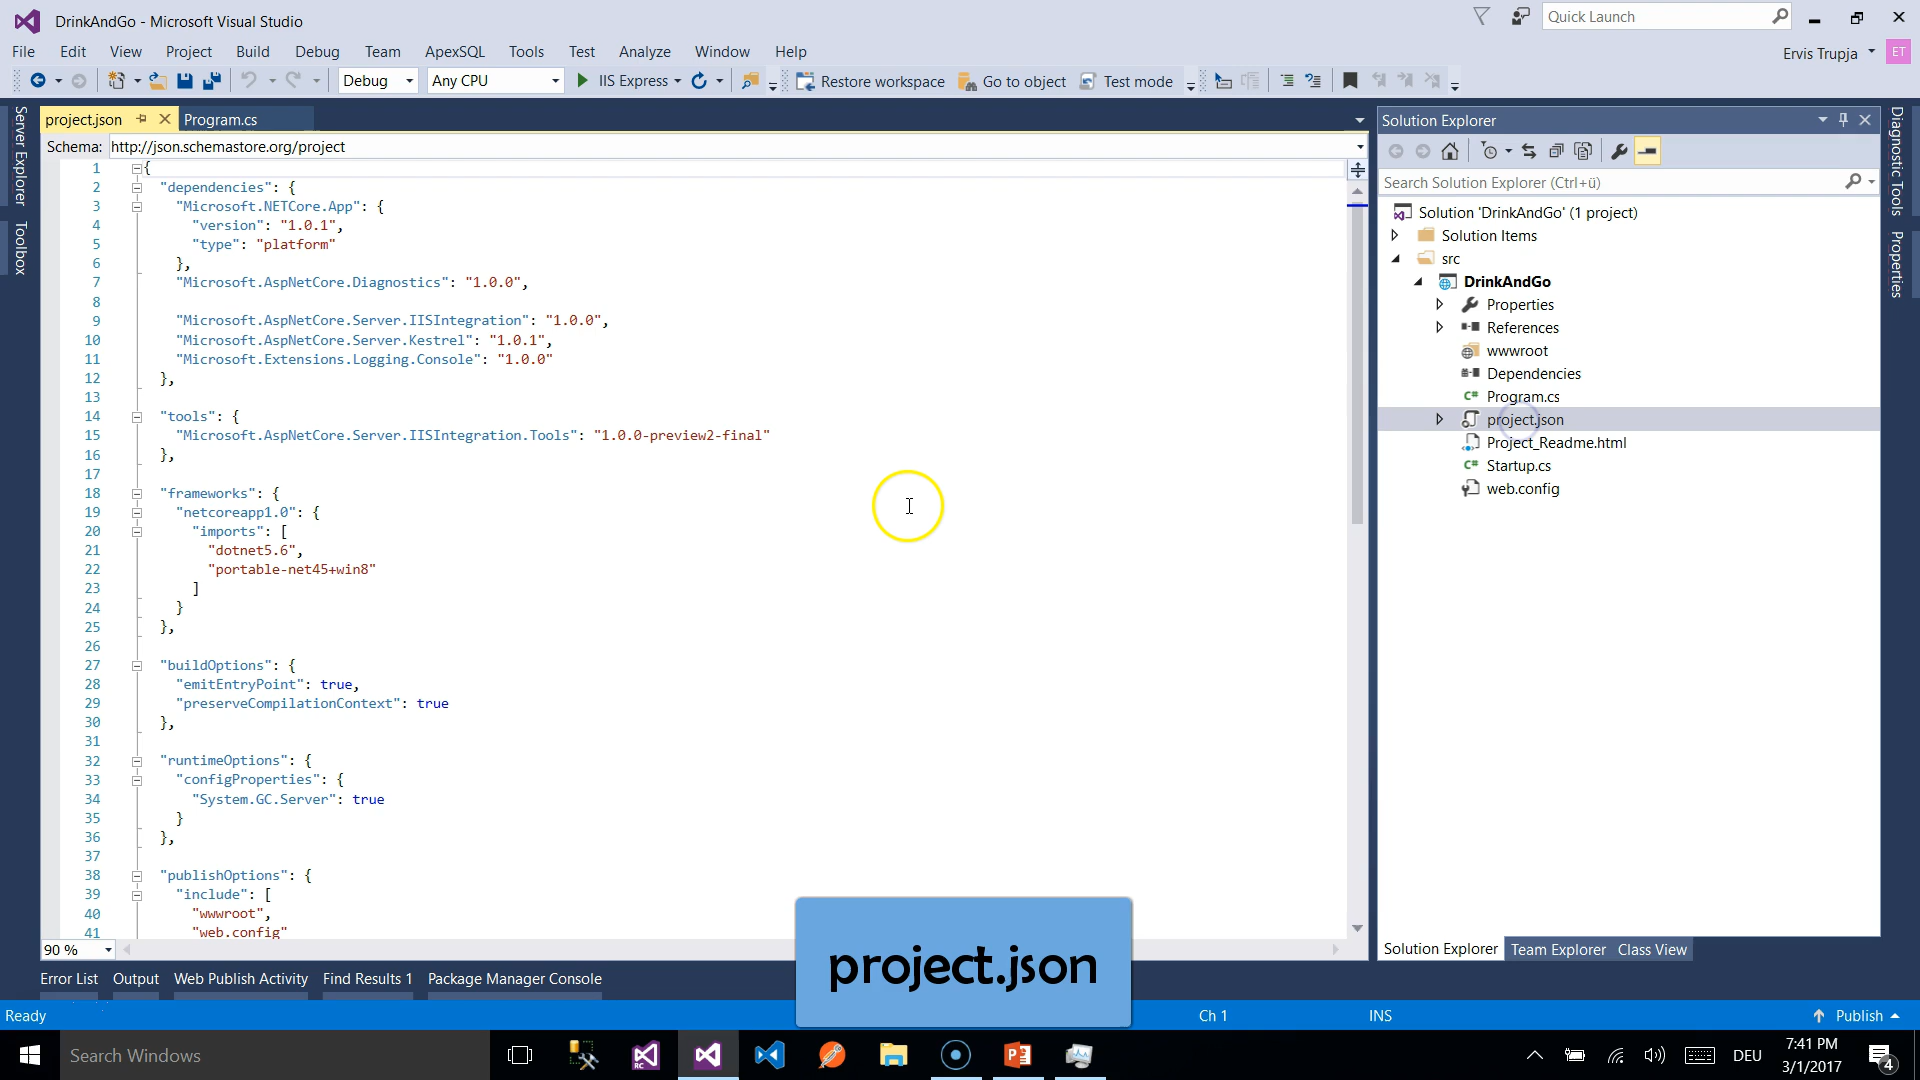 DrinkAndGo - Microsoft Visual Studio
Quick Launch
File Edit View Project Build Debug Team ApexSQL Tools Test Analyze Window Help
Ervis Trupja ET
Debug Any CPU IIS Express Restore workspace Go to object Test mode
Server Explorer
Toolbox
project.json Program.cs
Schema: http://json.schemastore.org/project
1 {
2 "dependencies": {
3 "Microsoft.NETCore.App": {
4 "version": "1.0.1",
5 "type": "platform"
6 },
7 "Microsoft.AspNetCore.Diagnostics": "1.0.0",
8
9 "Microsoft.AspNetCore.Server.IISIntegration": "1.0.0",
10 "Microsoft.AspNetCore.Server.Kestrel": "1.0.1",
11 "Microsoft.Extensions.Logging.Console": "1.0.0"
12 },
13
14 "tools": {
15 "Microsoft.AspNetCore.Server.IISIntegration.Tools": "1.0.0-preview2-final"
16 },
17
18 "frameworks": {
19 "netcoreapp1.0": {
20 "imports": [
21 "dotnet5.6",
22 "portable-net45+win8"
23 ]
24 }
25 },
26
27 "buildOptions": {
28 "emitEntryPoint": true,
29 "preserveCompilationContext": true
30 },
31
32 "runtimeOptions": {
33 "configProperties": {
34 "System.GC.Server": true
35 }
36 },
37
38 "publishOptions": {
39 "include": [
40 "wwwroot",
41 "web.config"
90 %
Solution Explorer
Search Solution Explorer (Ctrl+ü)
Solution 'DrinkAndGo' (1 project)
Solution Items
src
DrinkAndGo
Properties
References
wwwroot
Dependencies
C# Program.cs
project.json
Project_Readme.html
C# Startup.cs
web.config
Solution Explorer Team Explorer Class View
Diagnostic Tools
Properties
Error List Output Web Publish Activity Find Results 1 Package Manager Console
project.json
Ready Ch 1 INS Publish
Search Windows
RC
DEU
7:41 PM
3/1/2017
4